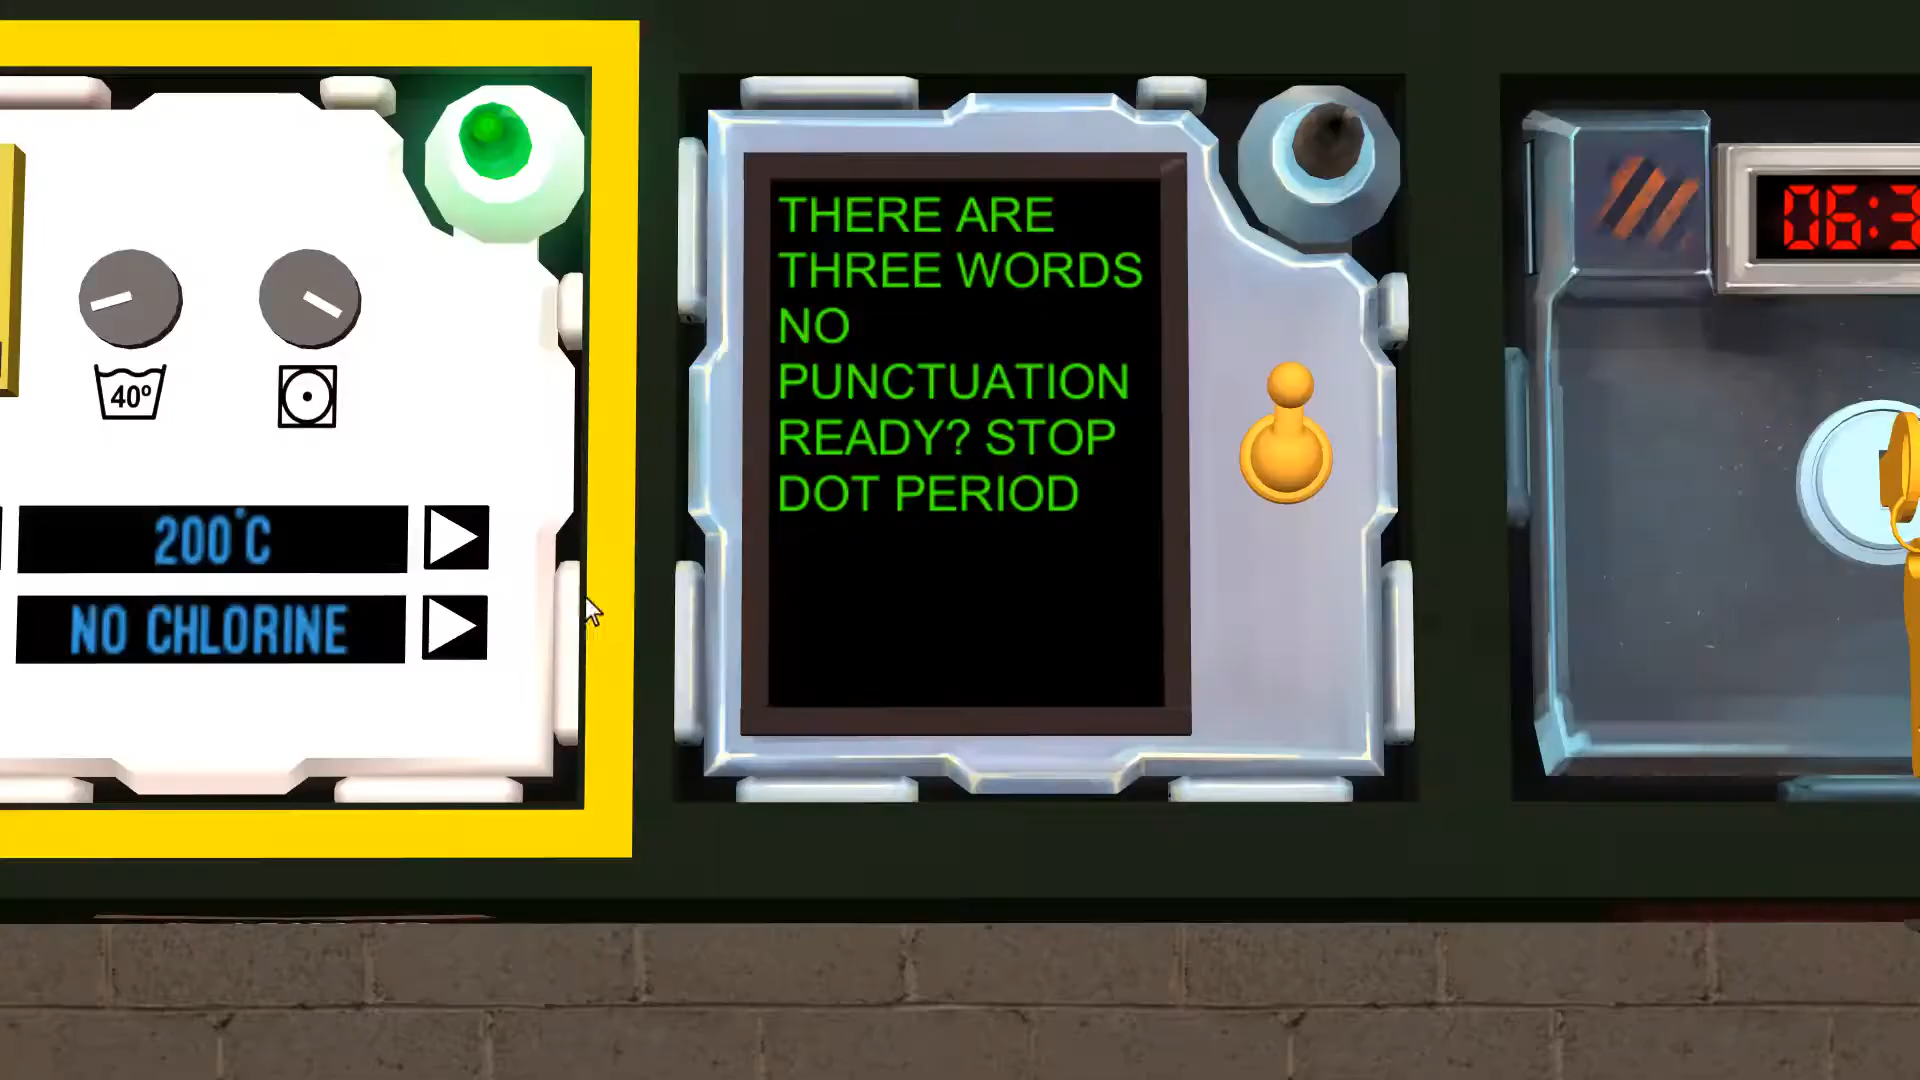 THERE ARE
THREE WORDS
NO
PUNCTUATION
READY? STOP
DOT PERIOD
40°
200°C
NO CHLORINE